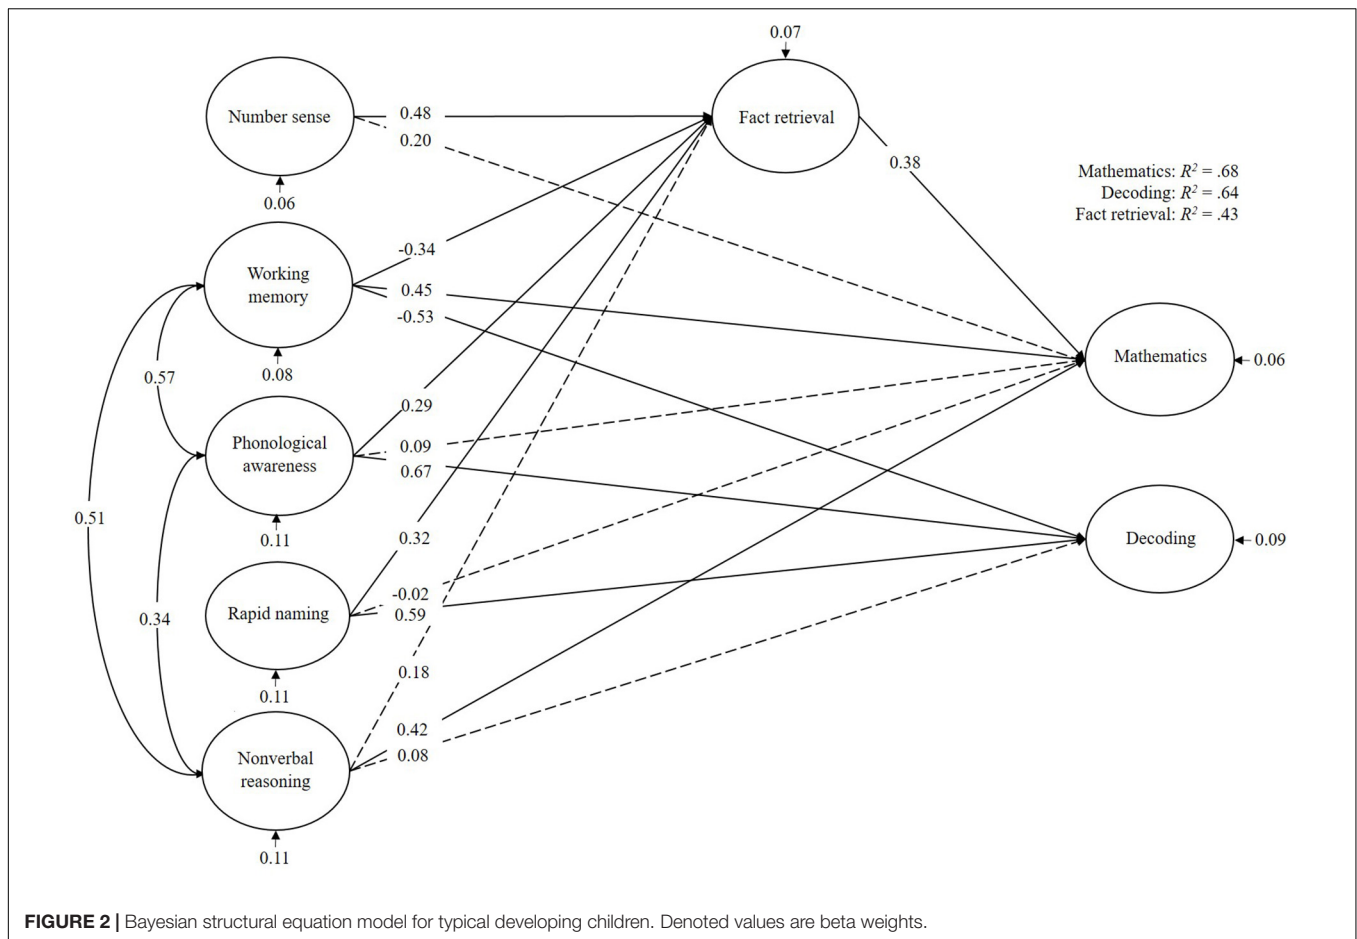 0.07
Number sense
0.48
0.20
Fact retrieval
0.38
Mathematics: R² = .68
Decoding: R² = .64
Fact retrieval: R² = .43
0.06
Working
memory
-0.34
0.45
-0.53
0.08
0.57
Mathematics
0.06
0.29
Phonological
awareness
0.09
0.67
0.51
0.11
0.32
Decoding
0.09
Rapid naming
-0.02
0.59
0.34
0.11
0.18
0.42
0.08
Nonverbal
reasoning
0.11
FIGURE 2 | Bayesian structural equation model for typical developing children. Denoted values are beta weights.